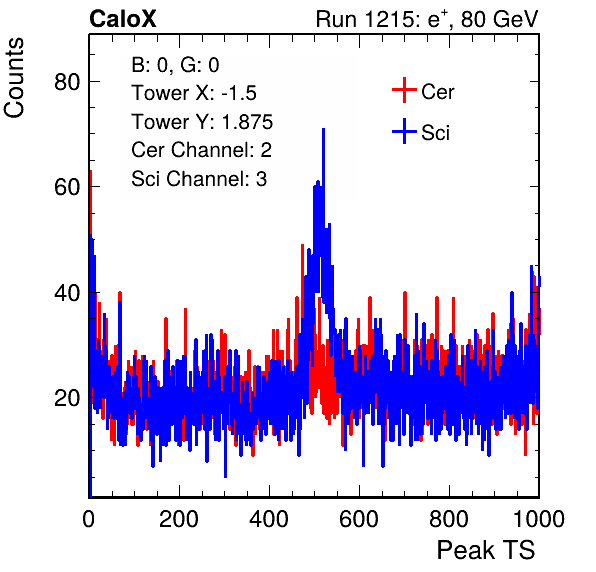 CaloX Run 1215: e⁺, 80 GeV
Counts
B: 0, G: 0
Tower X: -1.5
Tower Y: 1.875
Cer Channel: 2
Sci Channel: 3
Cer
Sci
80
60
40
20
0 200 400 600 800 1000
Peak TS